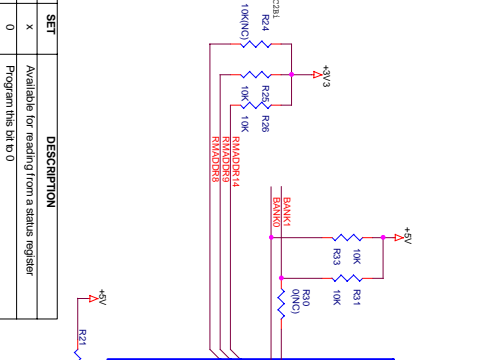 SET DESCRIPTION
x Available for reading from a status register
0 Program this bit to 0
R24
10K(NC)
+3V3
R25
10K
R26
10K
RMADDR14
RMADDR9
RMADDR8
BANK1
BANK0
+5V
10K
R33
R31
10K
R30
0(NC)
+5V
R21